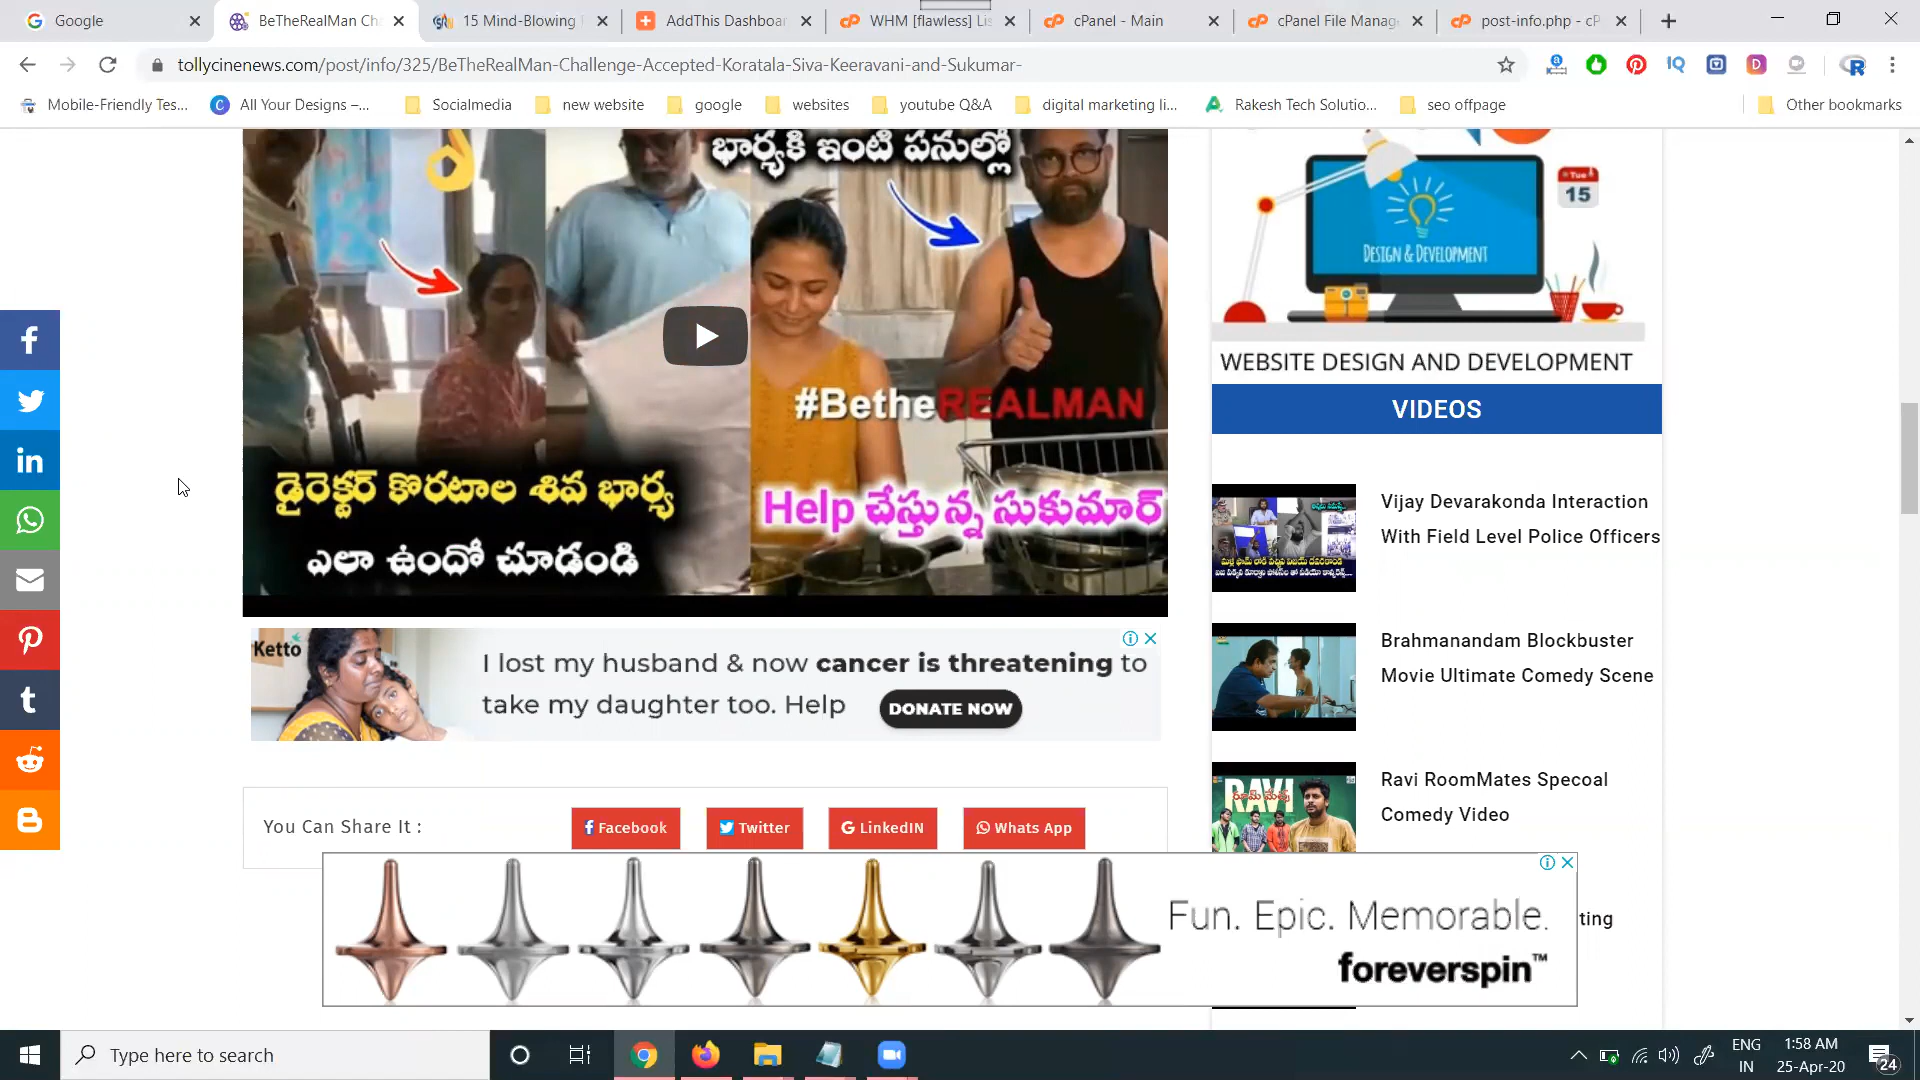 Google
BeTheRealMan Ch
15 Mind-Blowing
AddThis Dashboar
WHM [flawless] Lis
cPanel - Main
cPanel File Manag
post-info.php - cP
tollycinenews.com/post/info/325/BeTheRealMan-Challenge-Accepted-Koratala-Siva-Keeravani-and-Sukumar-
Mobile-Friendly Tes...
All Your Designs –...
Socialmedia
new website
google
websites
youtube Q&A
digital marketing li...
Rakesh Tech Solutio...
seo offpage
Other bookmarks
భార్యకి ఇంటి పనుల్లో
#BetheREALMAN
డైరెక్టర్ కొరటాల శివ భార్య
ఎలా ఉందో చూడండి
Help చేస్తున్న సుకుమార్
Ketto
I lost my husband & now cancer is threatening to
take my daughter too. Help
DONATE NOW
You Can Share It :
Facebook
Twitter
LinkedIN
Whats App
Tue
15
DESIGN & DEVELOPMENT
WEBSITE DESIGN AND DEVELOPMENT
VIDEOS
Vijay Devarakonda Interaction
With Field Level Police Officers
Brahmanandam Blockbuster
Movie Ultimate Comedy Scene
RAVI
Ravi RoomMates Specoal
Comedy Video
ting
Fun. Epic. Memorable.
foreverspin™
Type here to search
ENG
IN
1:58 AM
25-Apr-20
24